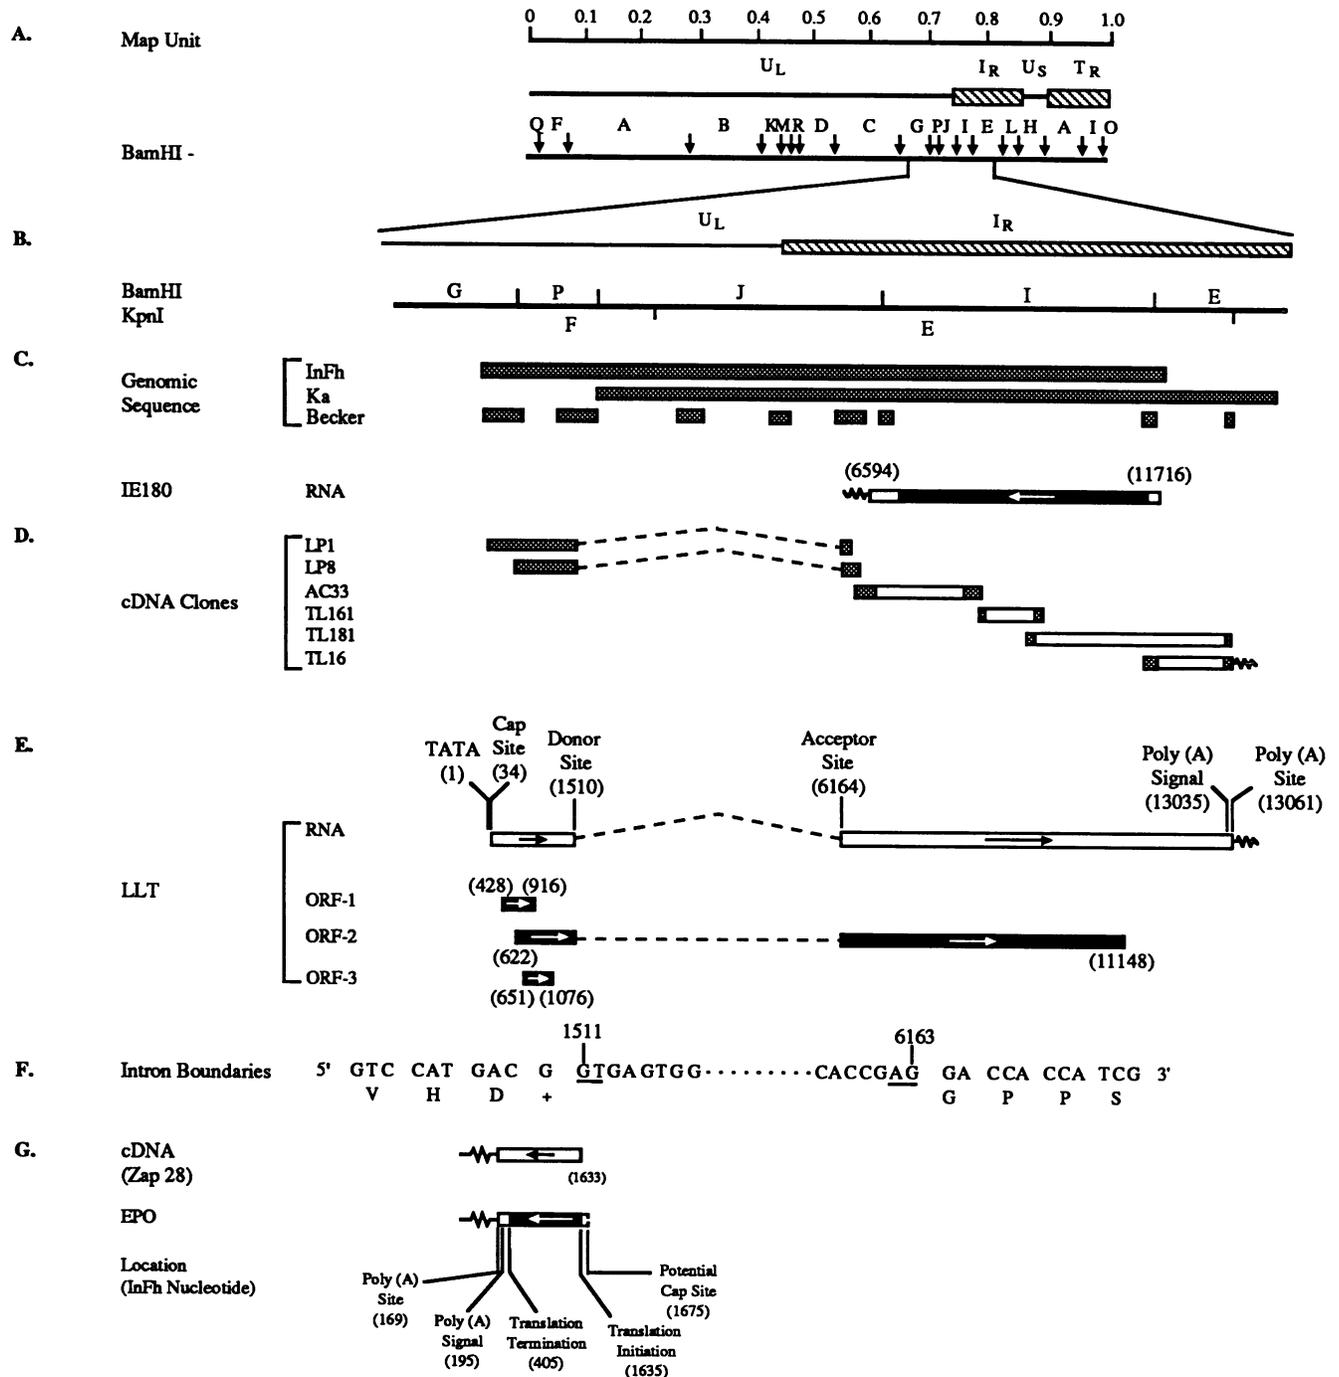 A.
Map Unit
0 0.1 0.2 0.3 0.4 0.5 0.6 0.7 0.8 0.9 1.0
UL IR US TR
BamHI -
Q F A B K M R D C G P J I E L H A I O
B.
UL IR
BamHI
G P J I E
KpnI
F E
C.
Genomic
Sequence
InFh
Ka
Becker
IE180
RNA
(6594) (11716)
D.
cDNA Clones
LP1
LP8
AC33
TL161
TL181
TL16
E.
TATA
(1)
Cap
Site
(34)
Donor
Site
(1510)
Acceptor
Site
(6164)
Poly (A)
Signal
(13035)
Poly (A)
Site
(13061)
LLT
RNA
ORF-1
(428) (916)
ORF-2
(622) (11148)
ORF-3
(651) (1076)
F.
Intron Boundaries
1511 6163
5' GTC CAT GAC G GTGAGTGG··········CACCGAG GA CCA CCA TCG 3'
V H D + G P P S
G.
cDNA
(Zap 28)
(1633)
EPO
Location
(InFh Nucleotide)
Poly (A)
Site
(169)
Poly (A)
Signal
(195)
Translation
Termination
(405)
Translation
Initiation
(1635)
Potential
Cap Site
(1675)